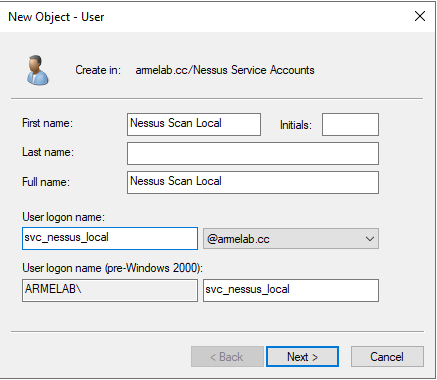 New Object - User
Create in: armelab.cc/Nessus Service Accounts
First name: Nessus Scan Local Initials:
Last name:
Full name: Nessus Scan Local
User logon name:
svc_nessus_local @armelab.cc
User logon name (pre-Windows 2000):
ARMELAB\ svc_nessus_local
< Back Next > Cancel